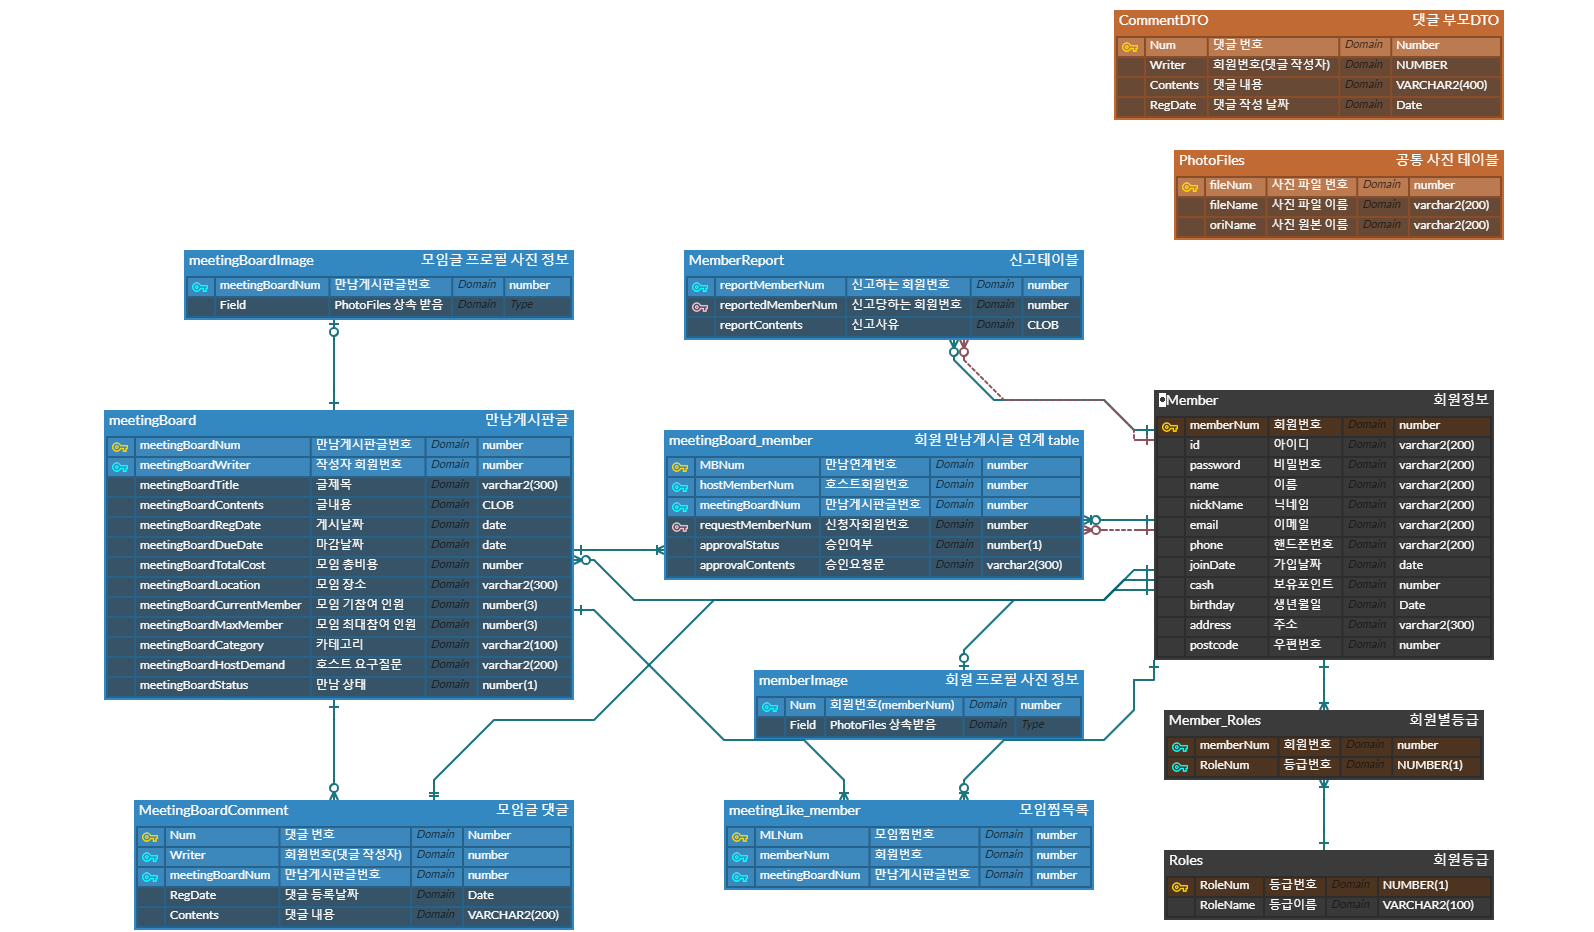 CommentDTO 댓글 부모DTO
Num 댓글 번호 Domain Number
Writer 회원번호(댓글 작성자) Domain NUMBER
Contents 댓글 내용 Domain VARCHAR2(400)
RegDate 댓글 작성 날짜 Domain Date
PhotoFiles 공통 사진 테이블
fileNum 사진 파일 번호 Domain number
fileName 사진 파일 이름 Domain varchar2(200)
oriName 사진 원본 이름 Domain varchar2(200)
meetingBoardImage 모임글 프로필 사진 정보
meetingBoardNum 만남게시판글번호 Domain number
Field PhotoFiles 상속 받음 Domain Type
MemberReport 신고테이블
reportMemberNum 신고하는 회원번호 Domain number
reportedMemberNum 신고당하는 회원번호 Domain number
reportContents 신고사유 Domain CLOB
meetingBoard 만남게시판글
meetingBoardNum 만남게시판글번호 Domain number
meetingBoardWriter 작성자 회원번호 Domain number
meetingBoardTitle 글제목 Domain varchar2(300)
meetingBoardContents 글내용 Domain CLOB
meetingBoardRegDate 게시날짜 Domain date
meetingBoardDueDate 마감날짜 Domain date
meetingBoardTotalCost 모임 총비용 Domain number
meetingBoardLocation 모임 장소 Domain varchar2(300)
meetingBoardCurrentMember 모임 기참여 인원 Domain number(3)
meetingBoardMaxMember 모임 최대참여 인원 Domain number(3)
meetingBoardCategory 카테고리 Domain varchar2(100)
meetingBoardHostDemand 호스트 요구질문 Domain varchar2(200)
meetingBoardStatus 만남 상태 Domain number(1)
meetingBoard_member 회원 만남게시글 연계 table
MBNum 만남연계번호 Domain number
hostMemberNum 호스트회원번호 Domain number
meetingBoardNum 만남게시판글번호 Domain number
requestMemberNum 신청자회원번호 Domain number
approvalStatus 승인여부 Domain number(1)
approvalContents 승인요청문 Domain varchar2(300)
Member 회원정보
memberNum 회원번호 Domain number
id 아이디 Domain varchar2(200)
password 비밀번호 Domain varchar2(200)
name 이름 Domain varchar2(200)
nickName 닉네임 Domain varchar2(200)
email 이메일 Domain varchar2(200)
phone 핸드폰번호 Domain varchar2(200)
joinDate 가입날짜 Domain date
cash 보유포인트 Domain number
birthday 생년월일 Domain Date
address 주소 Domain varchar2(300)
postcode 우편번호 Domain number
memberImage 회원 프로필 사진 정보
Num 회원번호(memberNum) Domain number
Field PhotoFiles 상속받음 Domain Type
Member_Roles 회원별등급
memberNum 회원번호 Domain number
RoleNum 등급번호 Domain NUMBER(1)
MeetingBoardComment 모임글 댓글
Num 댓글 번호 Domain Number
Writer 회원번호(댓글 작성자) Domain number
meetingBoardNum 만남게시판글번호 Domain number
RegDate 댓글 등록날짜 Domain Date
Contents 댓글 내용 Domain VARCHAR2(200)
meetingLike_member 모임찜목록
MLNum 모임찜번호 Domain number
memberNum 회원번호 Domain number
meetingBoardNum 만남게시판글번호 Domain number
Roles 회원등급
RoleNum 등급번호 Domain NUMBER(1)
RoleName 등급이름 Domain VARCHAR2(100)